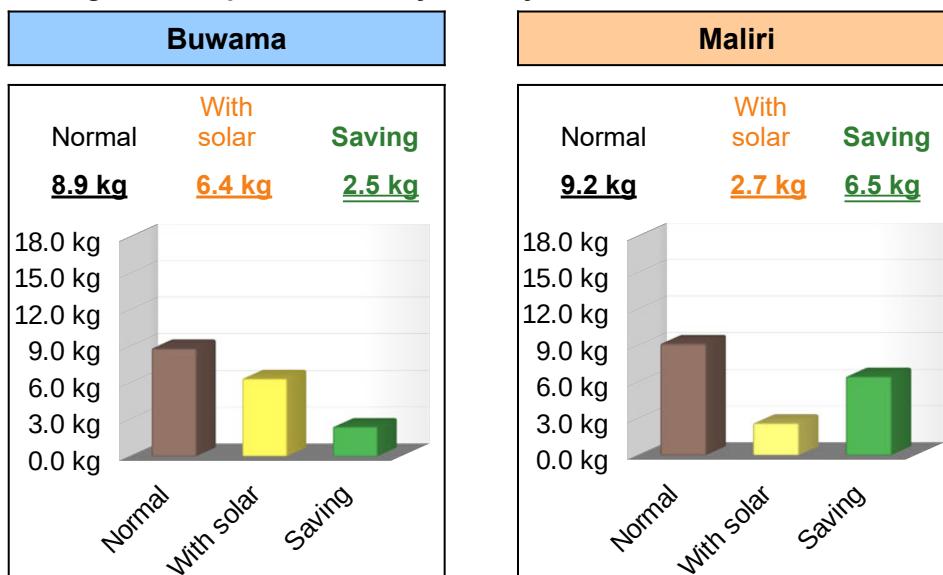 Buwama
Normal
With
solar
Saving
8.9 kg
6.4 kg
2.5 kg
18.0 kg
15.0 kg
12.0 kg
9.0 kg
6.0 kg
3.0 kg
0.0 kg
Normal
With solar
Saving
Maliri
Normal
With
solar
Saving
9.2 kg
2.7 kg
6.5 kg
18.0 kg
15.0 kg
12.0 kg
9.0 kg
6.0 kg
3.0 kg
0.0 kg
Normal
With solar
Saving